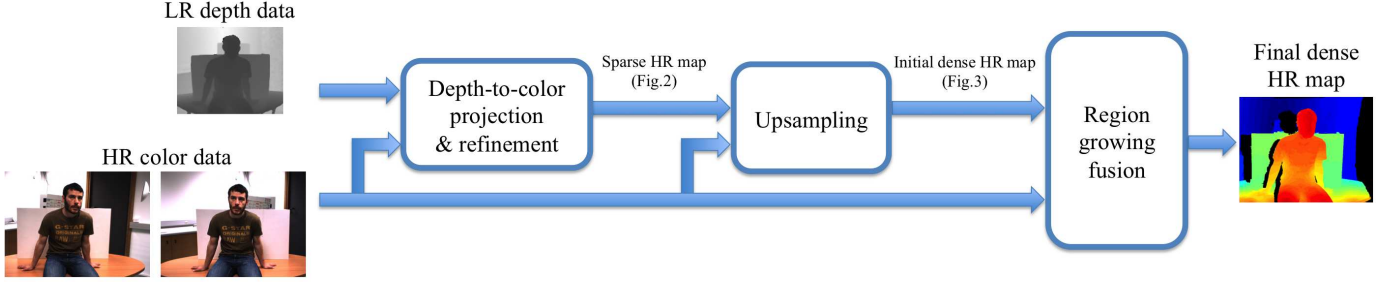 LR depth data
HR color data
Depth-to-color
projection
& refinement
Sparse HR map
(Fig.2)
Upsampling
Initial dense HR map
(Fig.3)
Region
growing
fusion
Final dense
HR map
G-STAR